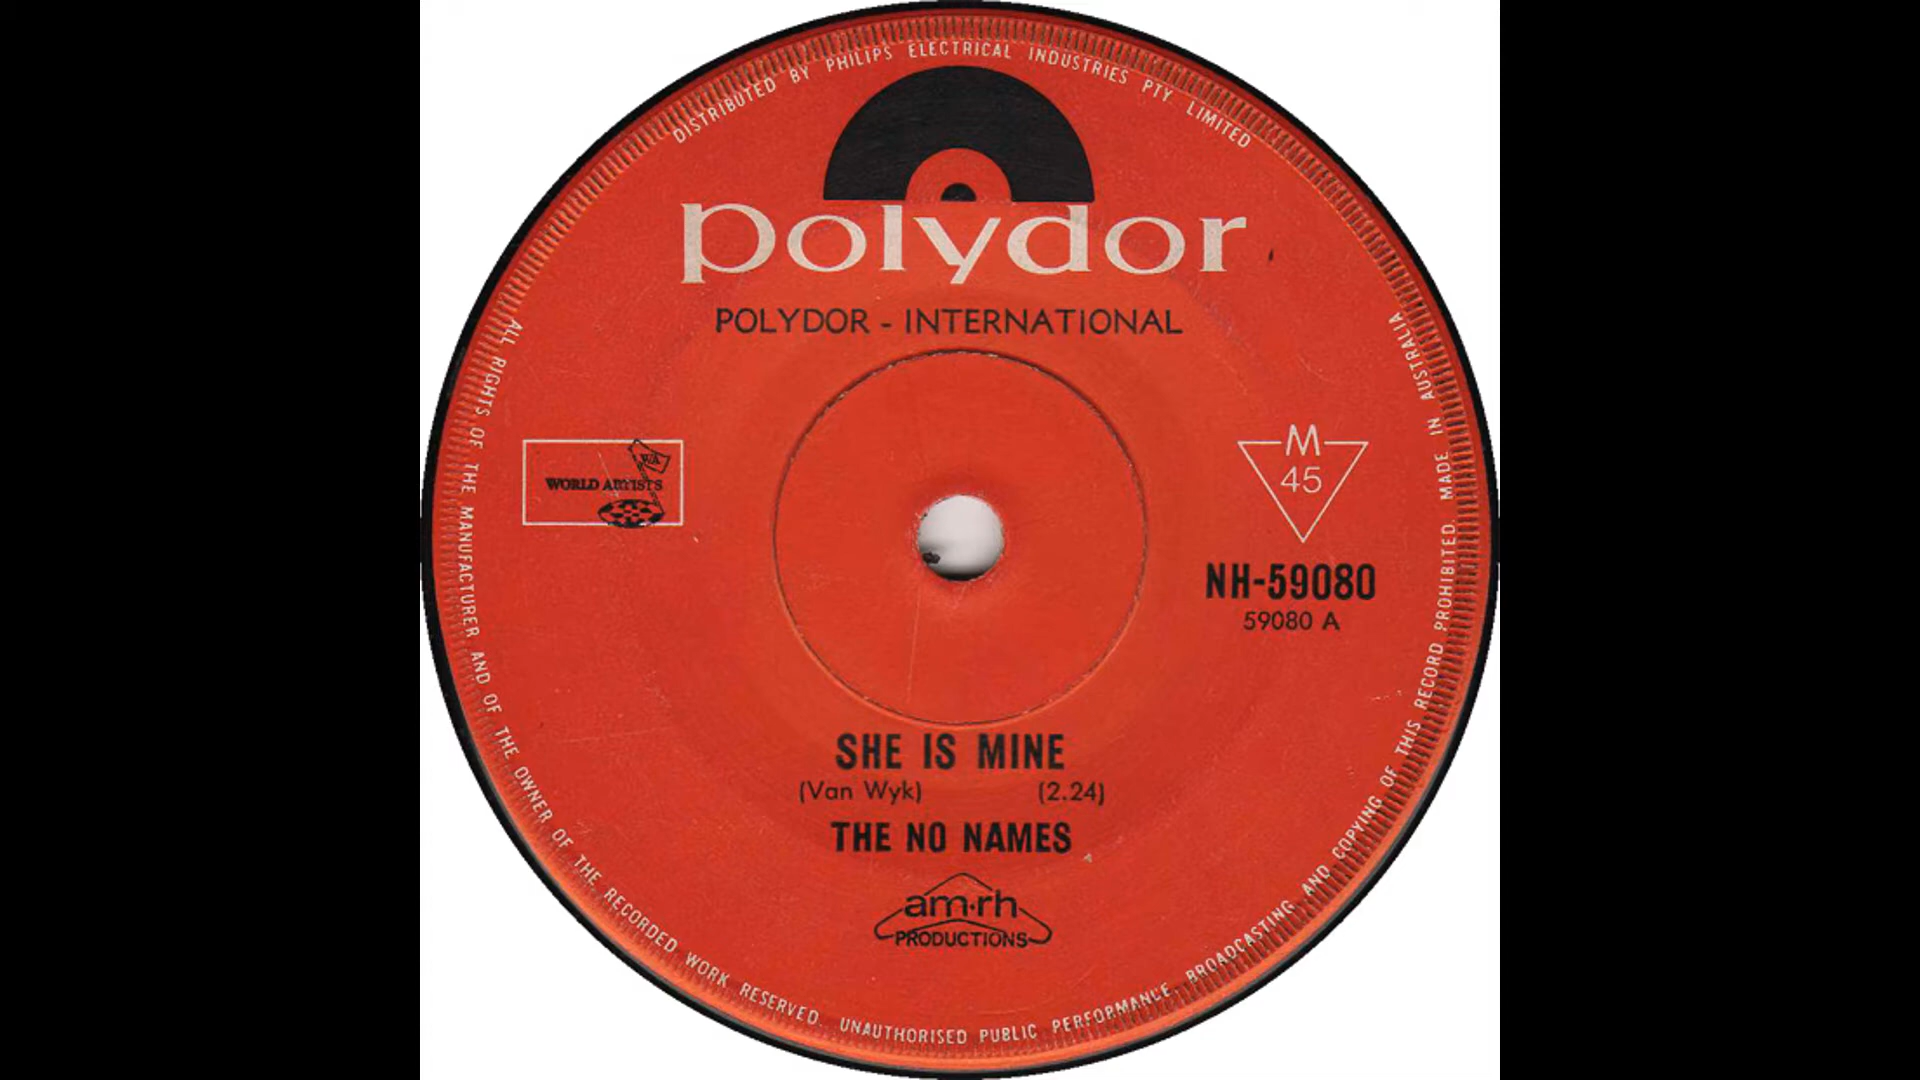 DISTRIBUTED BY PHILIPS ELECTRICAL INDUSTRIES PTY LIMITED
polydor
POLYDOR - INTERNATIONAL
WA
WORLD ARTISTS
M
45
NH-59080
59080 A
SHE IS MINE
(Van Wyk) (2.24)
THE NO NAMES
am·rh
PRODUCTIONS
ALL RIGHTS OF THE MANUFACTURER AND OF THE OWNER OF THE RECORDED WORK RESERVED. UNAUTHORISED PUBLIC PERFORMANCE, BROADCASTING AND COPYING OF THIS RECORD PROHIBITED. MADE IN AUSTRALIA